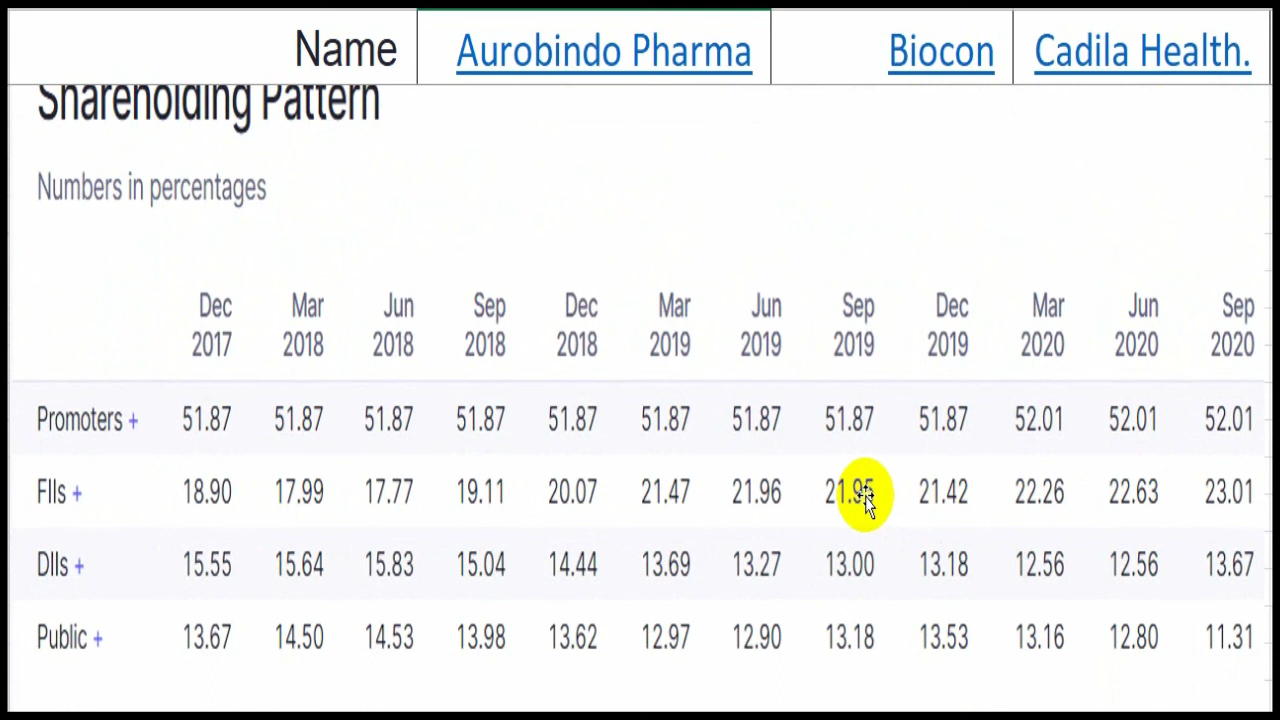 Name Aurobindo Pharma Biocon Cadila Health.
Shareholding Pattern
Numbers in percentages
Dec Mar Jun Sep Dec Mar Jun Sep Dec Mar Jun Sep
2017 2018 2018 2018 2018 2019 2019 2019 2019 2020 2020 2020
Promoters + 51.87 51.87 51.87 51.87 51.87 51.87 51.87 51.87 51.87 52.01 52.01 52.01
FIIs + 18.90 17.99 17.77 19.11 20.07 21.47 21.96 21.95 21.42 22.26 22.63 23.01
DIIs + 15.55 15.64 15.83 15.04 14.44 13.69 13.27 13.00 13.18 12.56 12.56 13.67
Public + 13.67 14.50 14.53 13.98 13.62 12.97 12.90 13.18 13.53 13.16 12.80 11.31